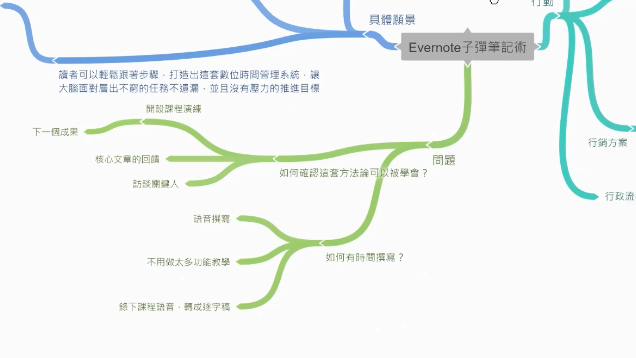 行動
具體願景
Evernote子彈筆記術
讀者可以輕鬆跟著步驟，打造出這套數位時間管理系統，讓
大腦面對層出不窮的任務不遺漏，並且沒有壓力的推進目標
開設課程演練
下一個成果
核心文章的回饋
訪談關鍵人
如何確認這套方法論可以被學會？
問題
行銷方案
行政流
語音撰寫
不用做太多功能教學
如何有時間撰寫？
錄下課程語音，轉成逐字稿